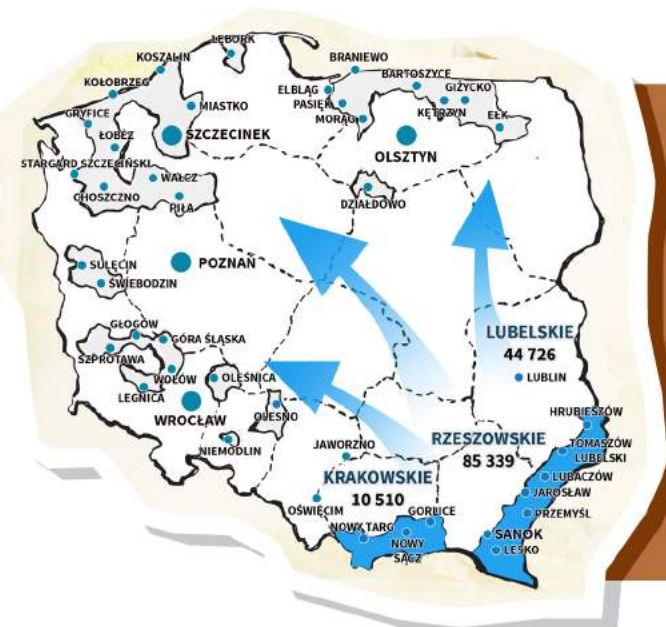 LĘBORK
KOSZALIN
BRANIEWO
KOŁOBRZEG
BARTOSZYCE
ELBLĄG
GIŻYCKO
PASIĘK
MIASTKO
GRYFICE
KĘTRZYN
MORĄG
EŁK
ŁOBEZ
SZCZECINEK
OLSZTYN
STARGARD SZCZECIŃSKI
WAŁCZ
CHOSZCZNO
PIŁA
DZIAŁDOWO
SULĘCIN
POZNAŃ
ŚWIEBODZIN
GŁOGÓW
GÓRA ŚLĄSKA
SZPROTAWA
WOŁÓW
OLEŚNICA
LEGNICA
WROCŁAW
OLESNO
NIEMODLIN
LUBELSKIE
44 726
LUBLIN
HRUBIESZÓW
RZESZOWSKIE
85 339
TOMASZÓW
LUBELSKI
JAWORZNO
KRAKOWSKIE
10 510
LUBACZÓW
JAROSŁAW
OŚWIĘCIM
GORLICE
PRZEMYŚL
NOWY TARG
NOWY
SĄCZ
SANOK
LESKO